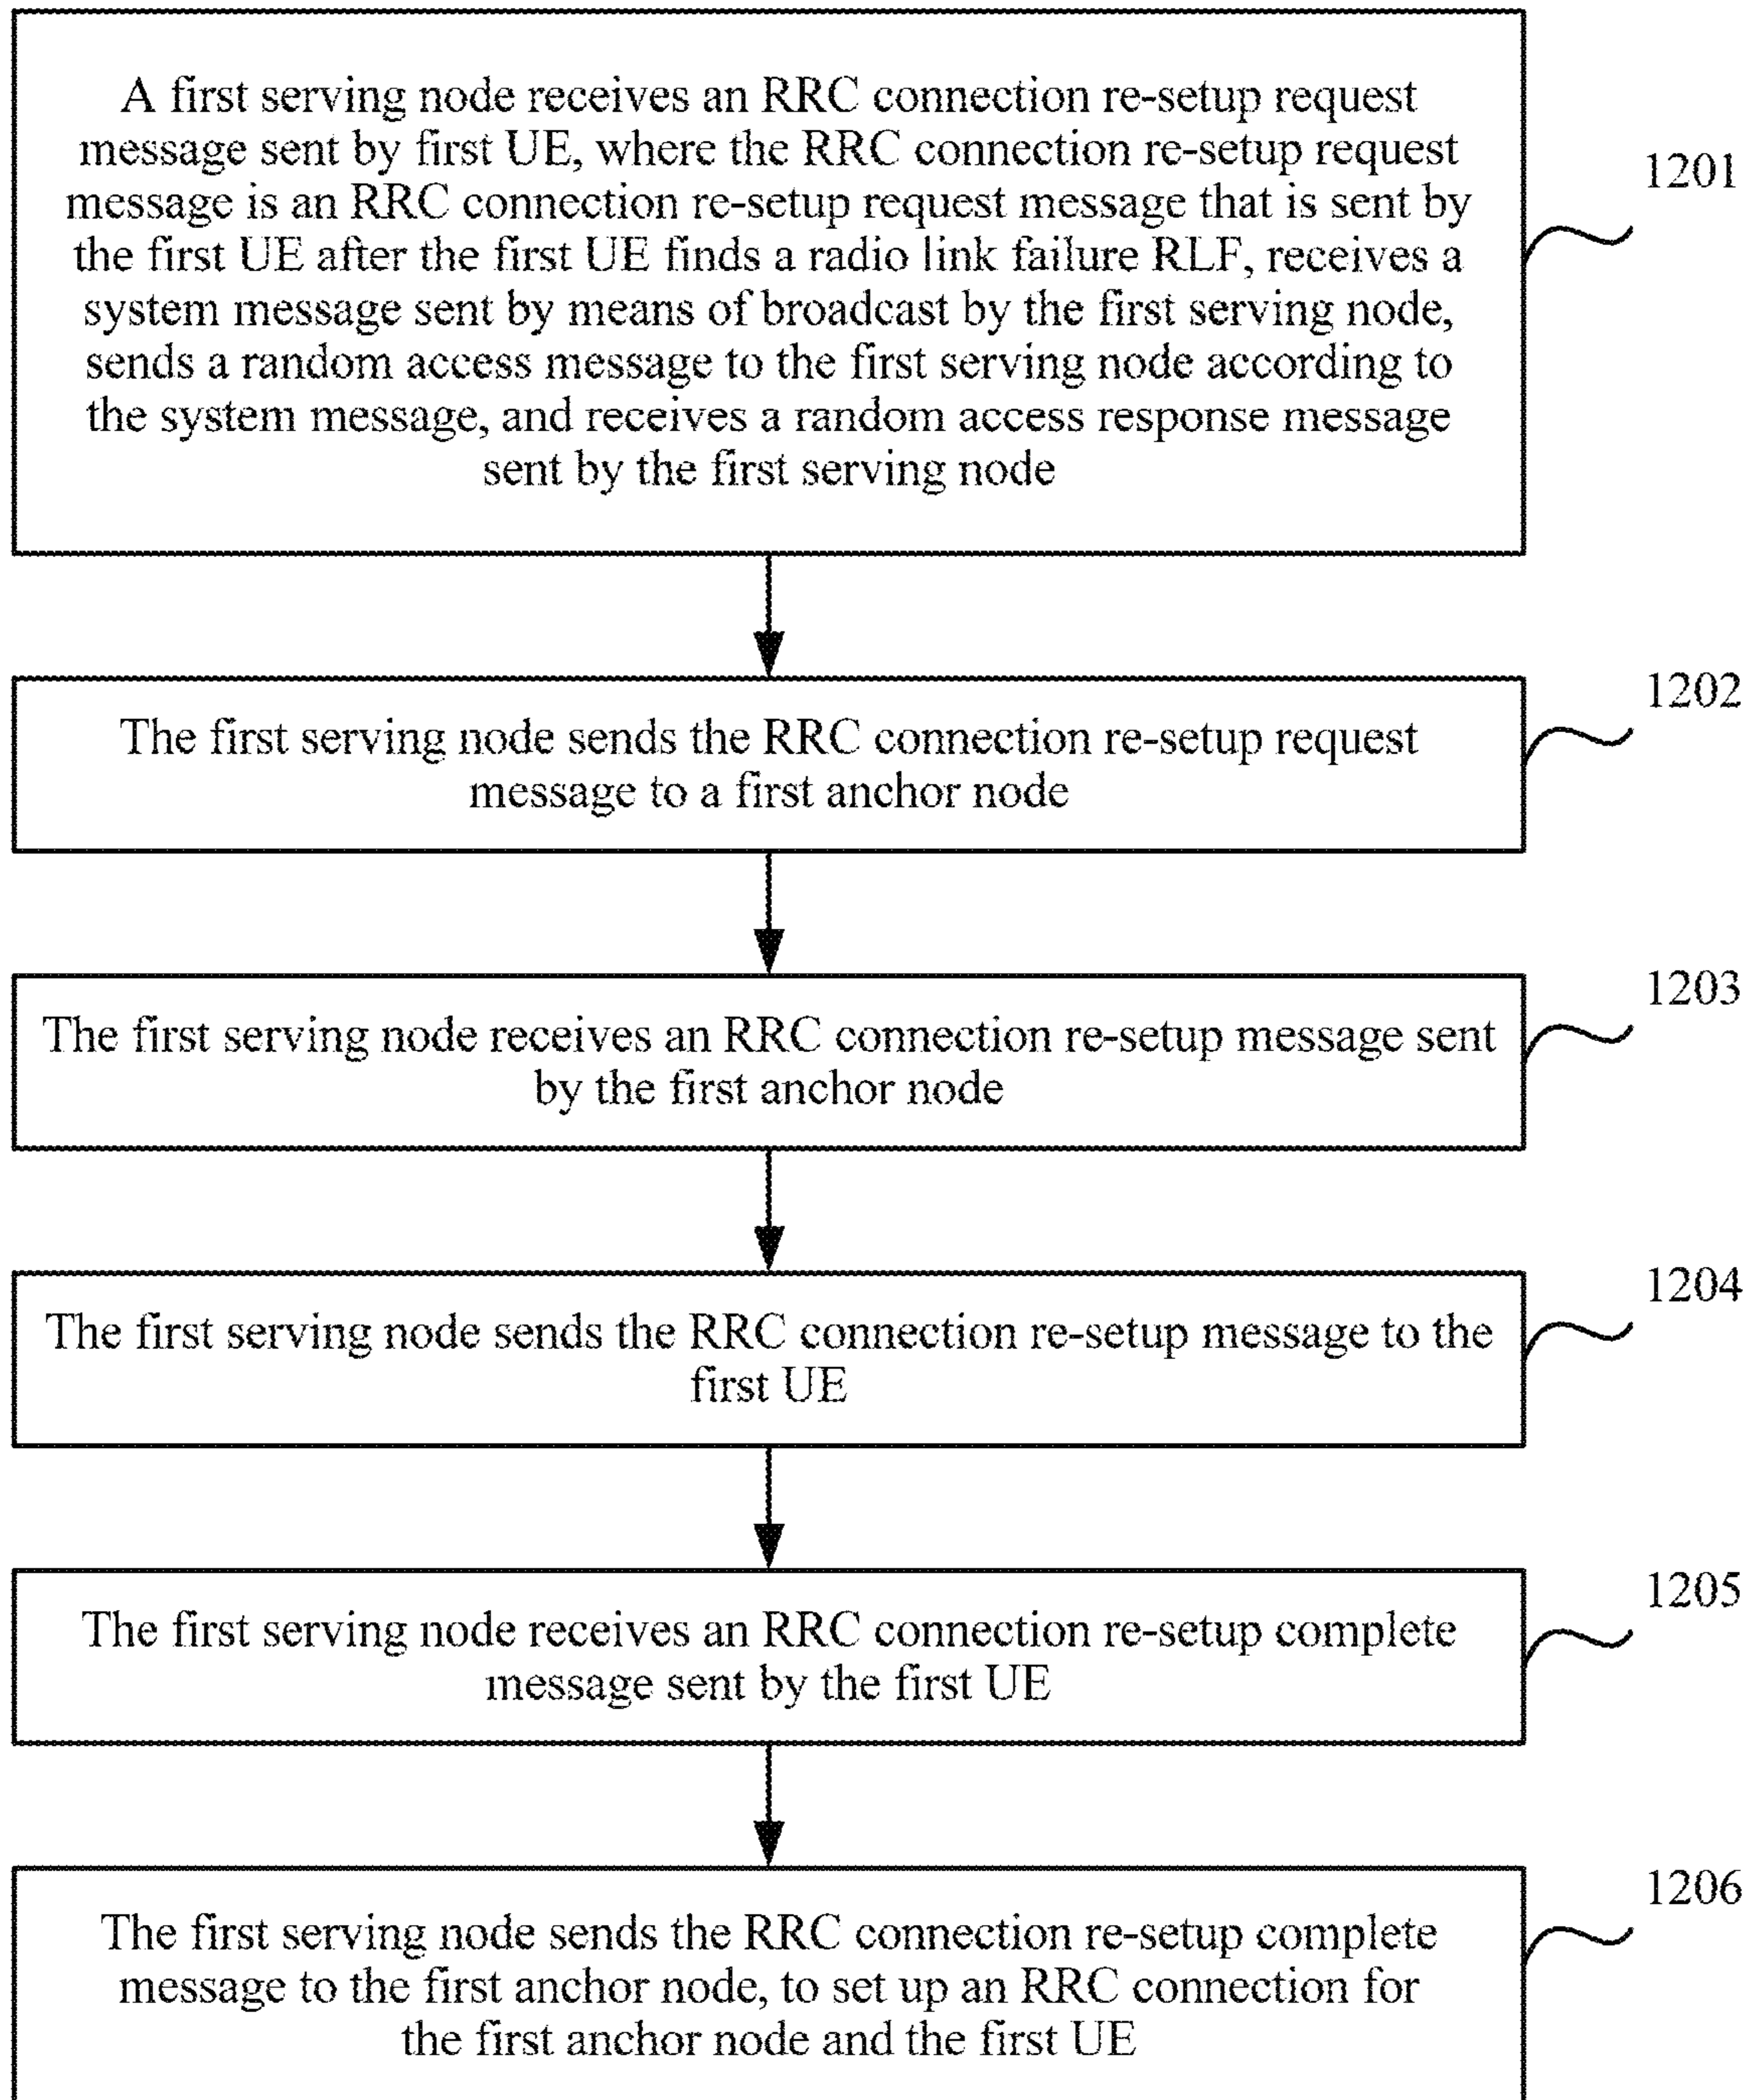 A first serving node receives an RRC connection re-setup request
message sent by first UE, where the RRC connection re-setup request
message is an RRC connection re-setup request message that is sent by
the first UE after the first UE finds a radio link failure RLF, receives a
system message sent by means of broadcast by the first serving node,
sends a random access message to the first serving node according to
the system message, and receives a random access response message
sent by the first serving node
1201
The first serving node sends the RRC connection re-setup request
message to a first anchor node
1202
The first serving node receives an RRC connection re-setup message sent
by the first anchor node
1203
The first serving node sends the RRC connection re-setup message to the
first UE
1204
The first serving node receives an RRC connection re-setup complete
message sent by the first UE
1205
The first serving node sends the RRC connection re-setup complete
message to the first anchor node, to set up an RRC connection for
the first anchor node and the first UE
1206